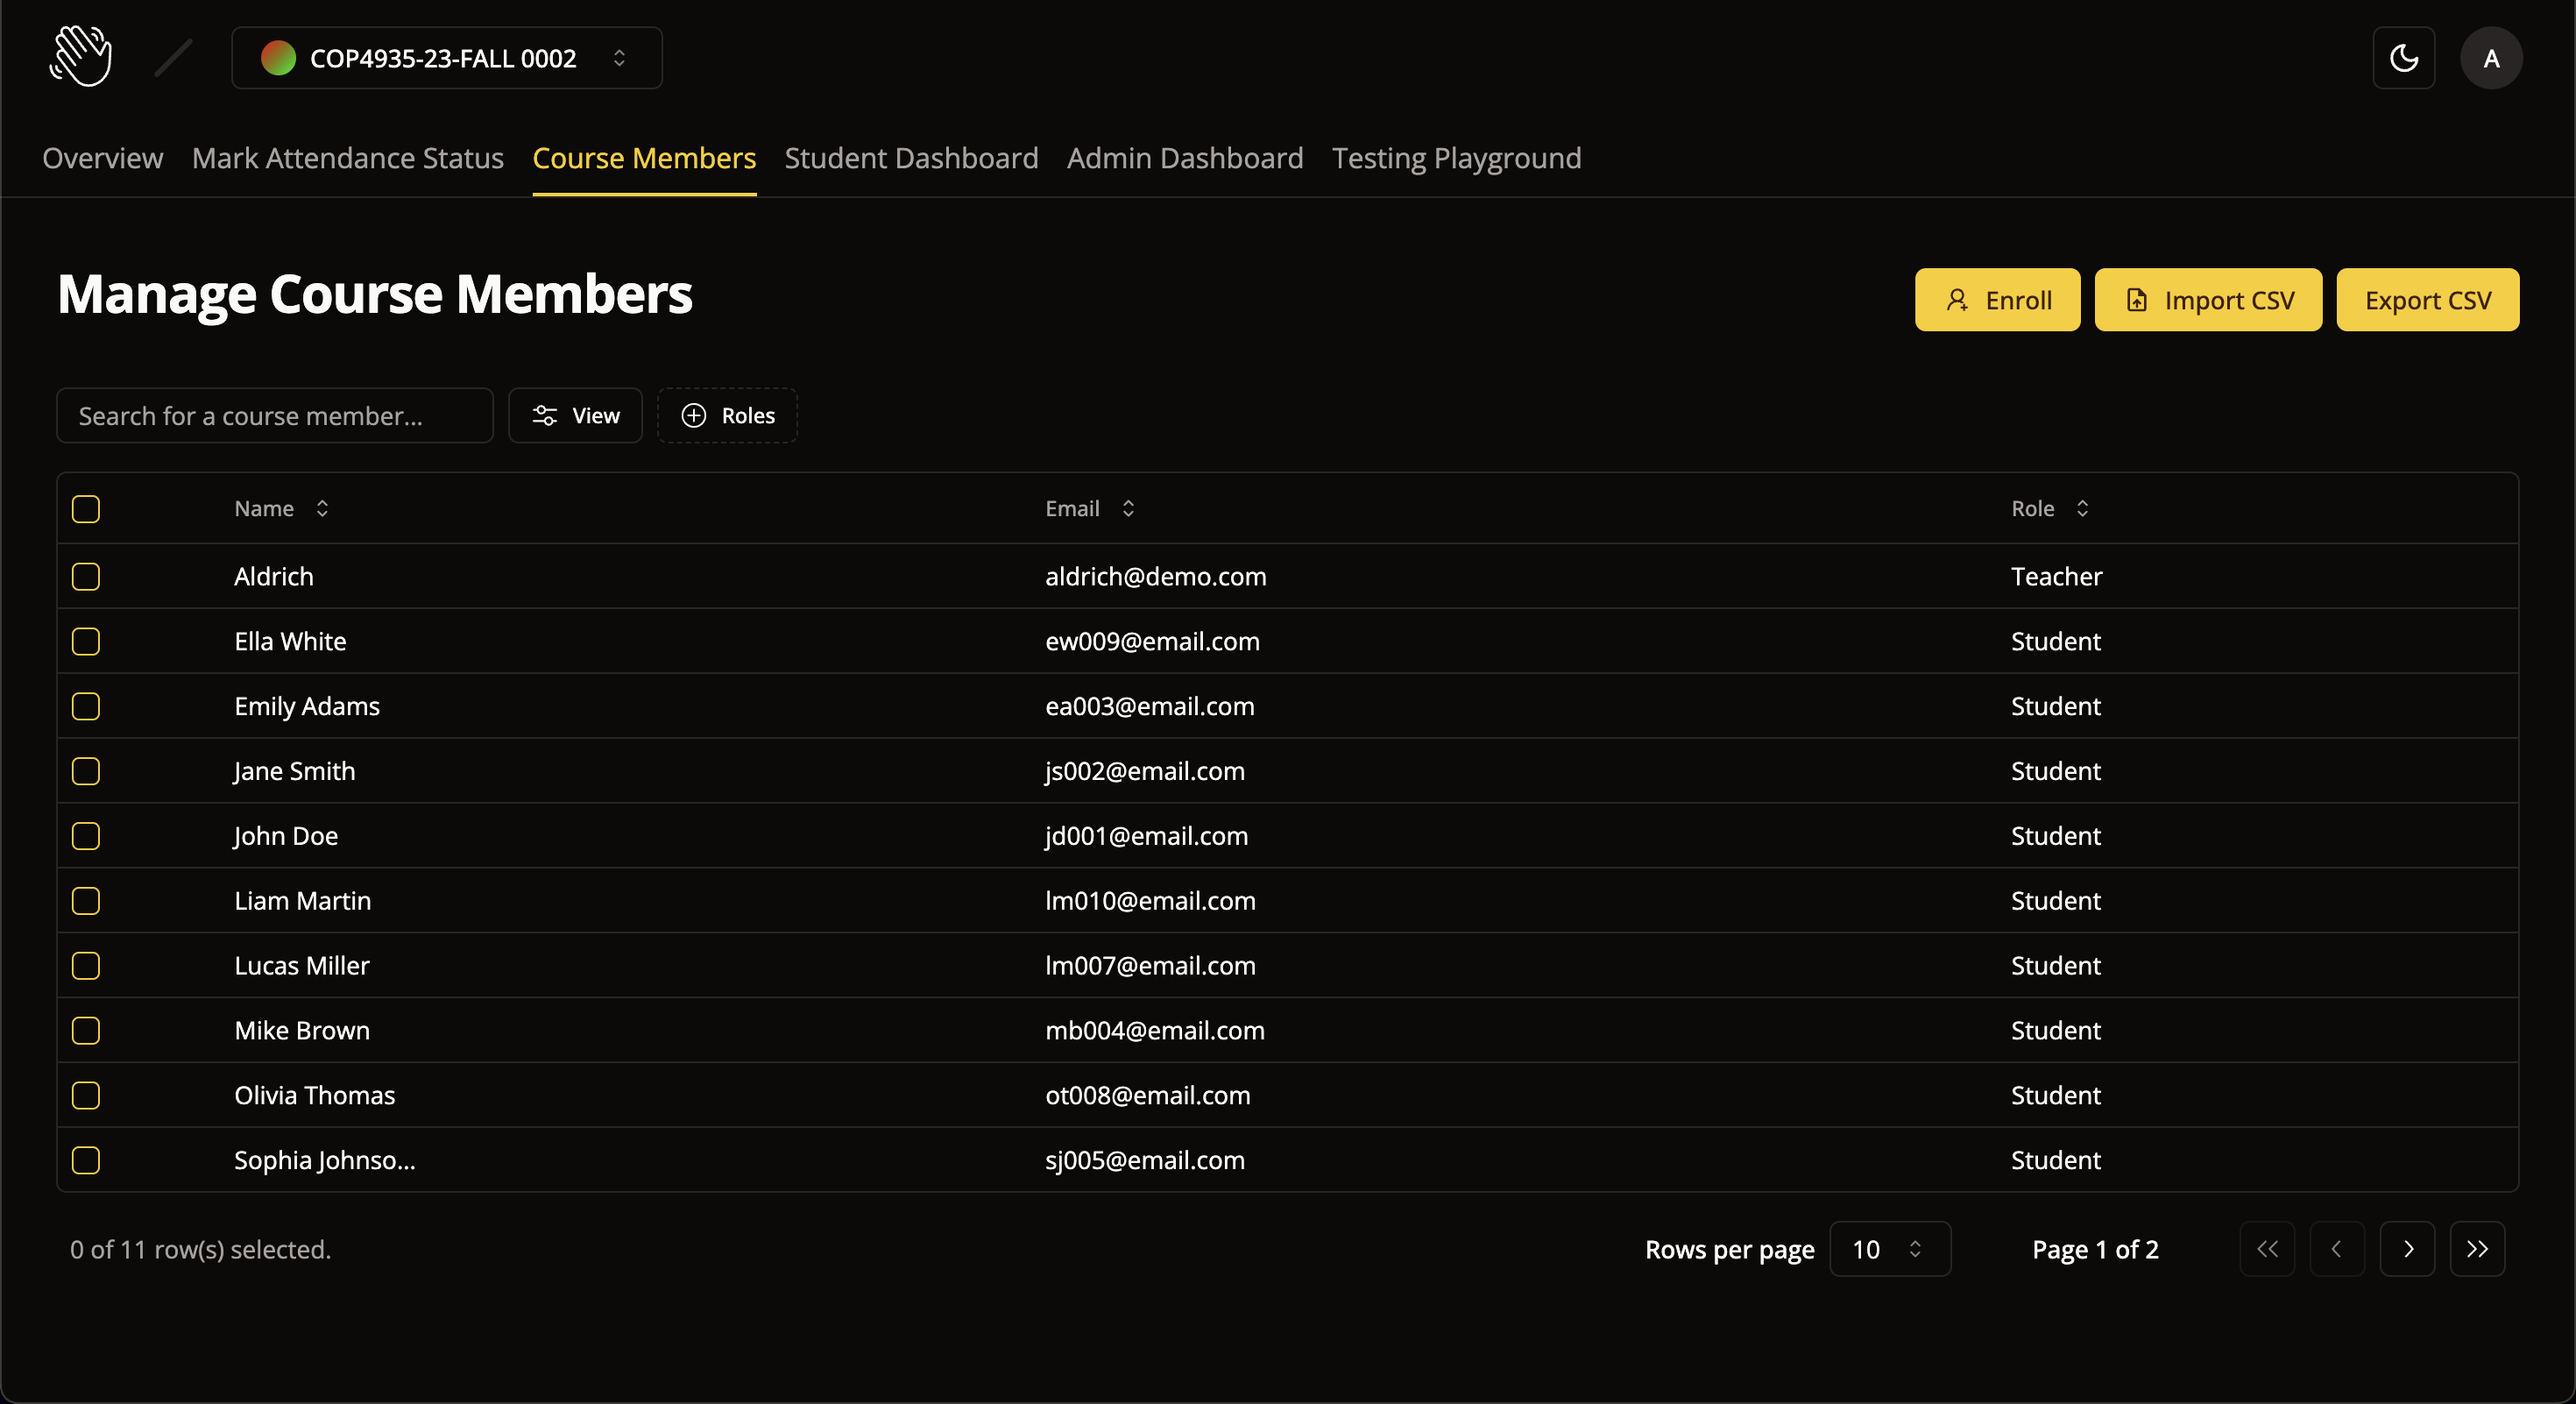 COP4935-23-FALL 0002
A
Overview Mark Attendance Status Course Members Student Dashboard Admin Dashboard Testing Playground
Manage Course Members
Enroll Import CSV Export CSV
Search for a course member...
View Roles
Name Email Role
Aldrich aldrich@demo.com Teacher
Ella White ew009@email.com Student
Emily Adams ea003@email.com Student
Jane Smith js002@email.com Student
John Doe jd001@email.com Student
Liam Martin lm010@email.com Student
Lucas Miller lm007@email.com Student
Mike Brown mb004@email.com Student
Olivia Thomas ot008@email.com Student
Sophia Johnso... sj005@email.com Student
0 of 11 row(s) selected. Rows per page 10 Page 1 of 2